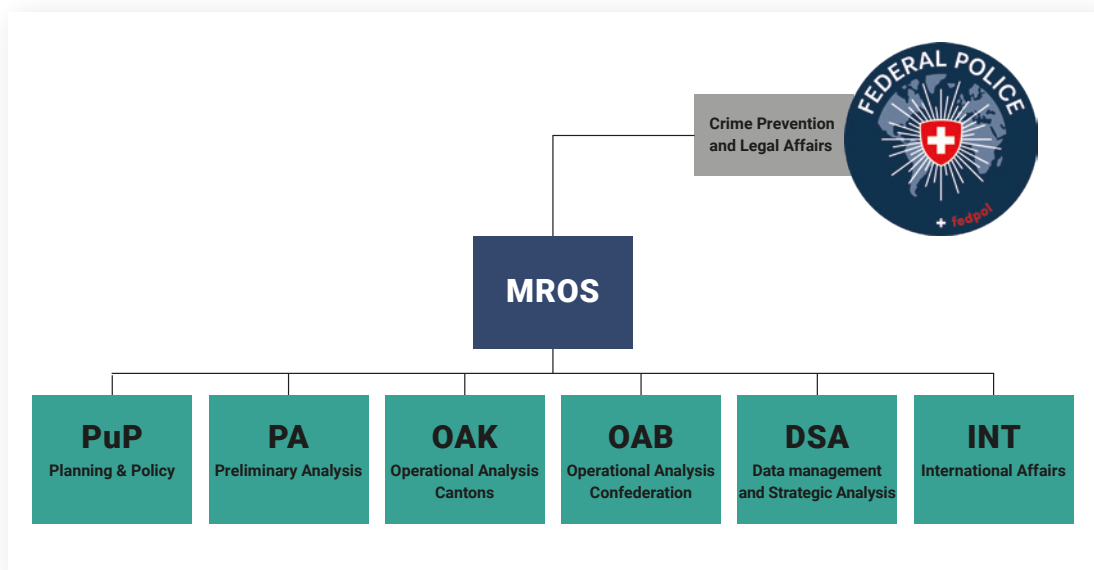 FEDERAL POLICE
Crime Prevention
and Legal Affairs
+ fedpol
MROS
PuP
Planning & Policy
PA
Preliminary Analysis
OAK
Operational Analysis
Cantons
OAB
Operational Analysis
Confederation
DSA
Data management
and Strategic Analysis
INT
International Affairs